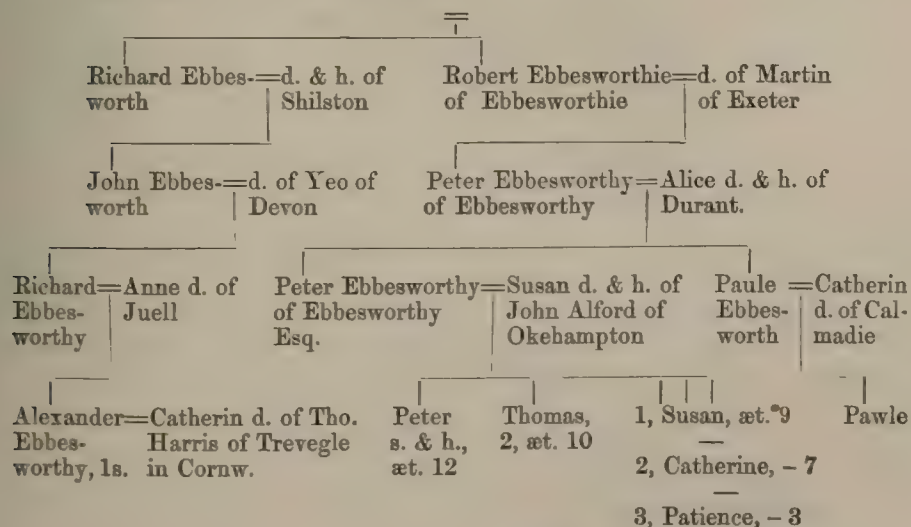 Richard Ebbes-=d. & h. of
worth Shilston
Robert Ebbesworthie=d. of Martin
of Ebbesworthie of Exeter
John Ebbes-=d. of Yeo of
worth Devon
Peter Ebbesworthy=Alice d. & h. of
of Ebbesworthy Durant.
Richard=Anne d. of
Ebbes- Juell
worthy
Peter Ebbesworthy=Susan d. & h. of
of Ebbesworthy John Alford of
Esq. Okehampton
Paule =Catherin
Ebbes- d. of Cal-
worth madie
Alexander=Catherin d. of Tho.
Ebbes- Harris of Trevegle
worthy, 1s. in Cornw.
Peter
s. & h.,
æt. 12
Thomas,
2, æt. 10
1, Susan, æt. 9
2, Catherine, – 7
3, Patience, – 3
Pawle